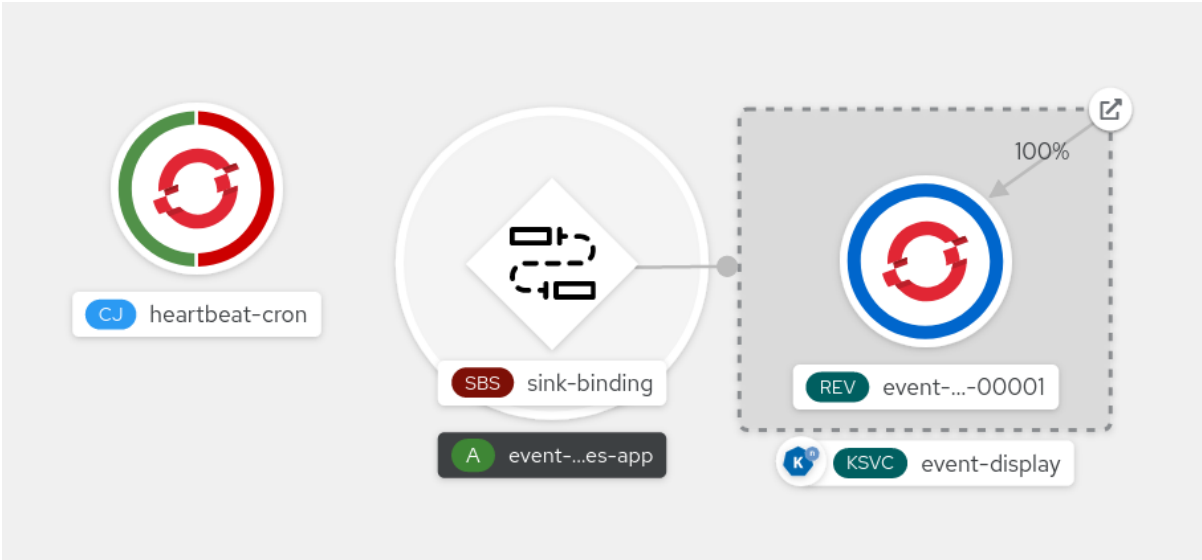 100%
CJ heartbeat-cron
SBS sink-binding
REV event-...-00001
A event-...es-app
K n KSVC event-display